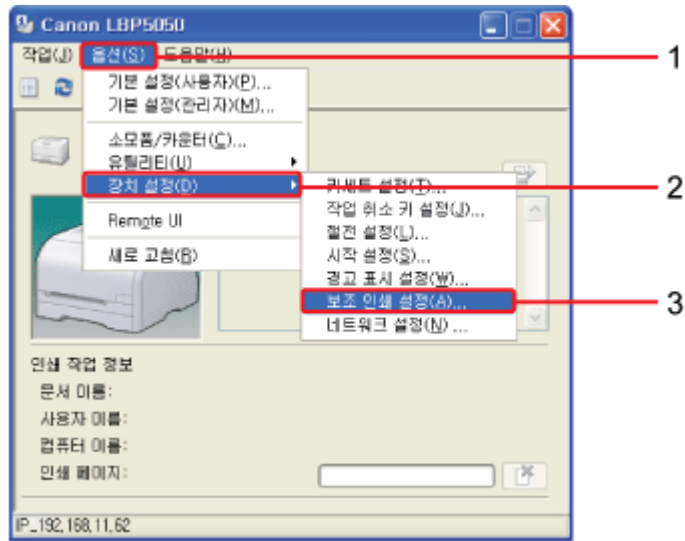 Canon LBP5050
작업(J) 옵션(S) 도움말(H)
1
기본 설정(사용자)(P)...
기본 설정(관리자)(M)...
소모품/카운터(C)...
유틸리티(U)
장치 설정(D)
2
카세트 설정(T)...
Remote UI
작업 취소 키 설정(J)...
절전 설정(L)...
새로 고침(R)
시작 설정(S)...
경고 표시 설정(W)...
보조 인쇄 설정(A)...
3
네트워크 설정(N) ...
인쇄 작업 정보
문서 이름:
사용자 이름:
컴퓨터 이름:
인쇄 페이지:
IP_192,168,11,62